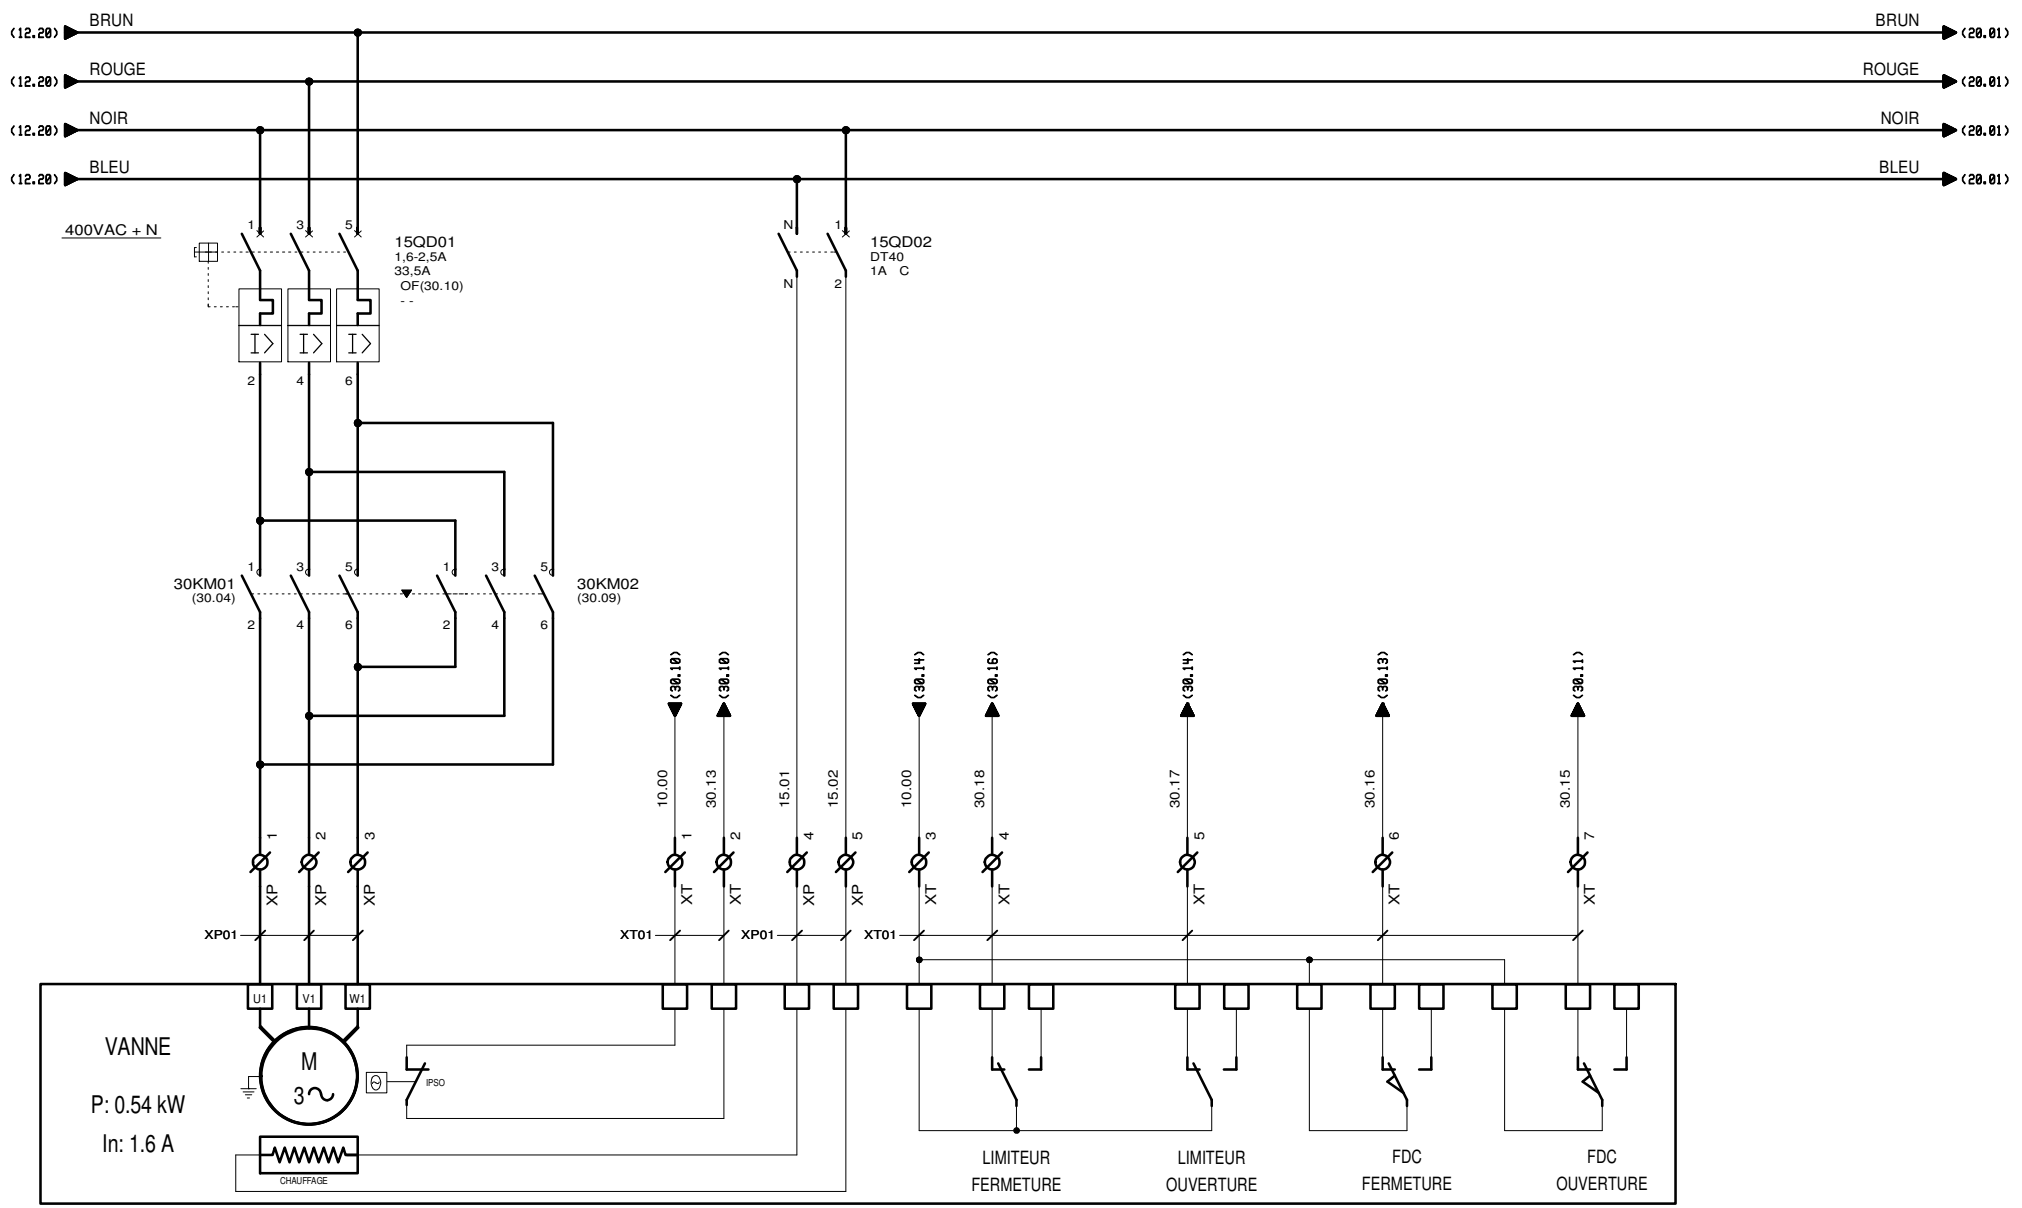 BRUN BRUN
(12.20) (20.01)
ROUGE ROUGE
(12.20) (20.01)
NOIR NOIR
(12.20) (20.01)
BLEU BLEU
(12.20) (20.01)
400VAC + N
1 3 5
15QD01
1,6-2,5A
33,5A
OF(30.10)
- -
I> I> I>
2 4 6
N 1
15QD02
DT40
1A C
N 2
1 3 5 1 3 5
30KM01
(30.04)
30KM02
(30.09)
2 4 6 2 4 6
(30.10) (30.10) (30.14) (30.16) (30.14) (30.13) (30.11)
10.00 30.13 15.01 15.02 10.00 30.18 30.17 30.16 30.15
1 2 3 1 2 4 5 3 4 5 6 7
XP XP XP XT XT XP XP XT XT XT XT XT
XP01 XT01 XP01 XT01
U1 V1 W1
VANNE
P: 0.54 kW
In: 1.6 A
M
3
IPSO
CHAUFFAGE
LIMITEUR
FERMETURE
LIMITEUR
OUVERTURE
FDC
FERMETURE
FDC
OUVERTURE